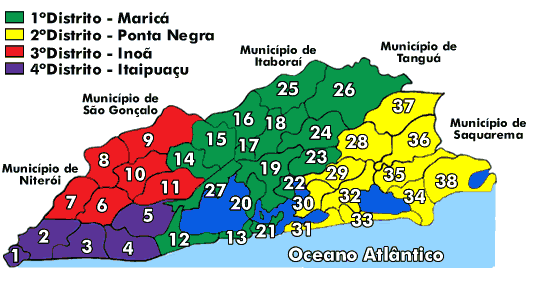 1ºDistrito - Maricá
2ºDistrito - Ponta Negra
3ºDistrito - Inoã
4ºDistrito - Itaipuaçu
Município de
Itaboraí
Município de
Tanguá
Município de
São Gonçalo
Município de
Saquarema
Município de
Niterói
25
26
37
16
18
9
15
17
24
28
36
8
14
23
10
19
29
35
38
11
27
22
7
6
20
30
32
34
5
2
3
4
12
13
21
31
33
1
Oceano Atlântico